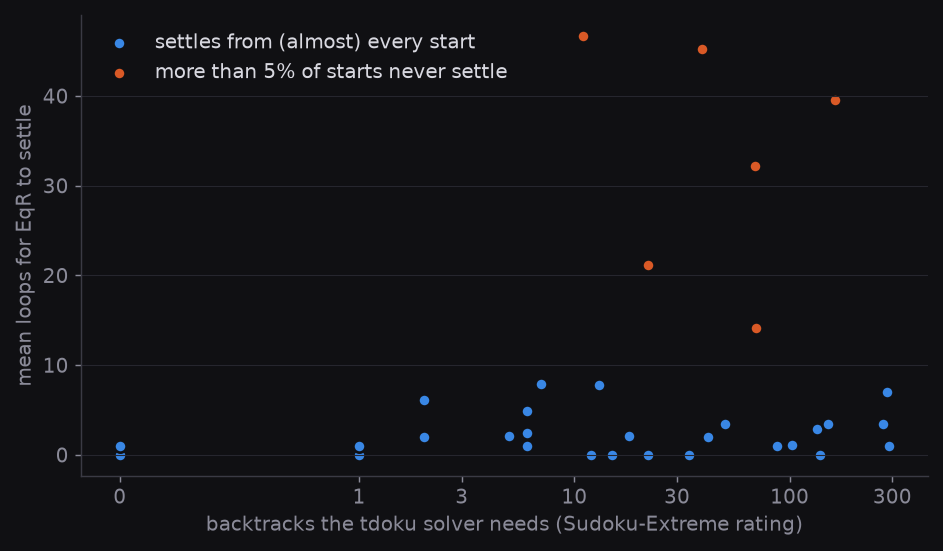 settles from (almost) every start
more than 5% of starts never settle
mean loops for EqR to settle
40
30
20
10
0
0 1 3 10 30 100 300
backtracks the tdoku solver needs (Sudoku-Extreme rating)